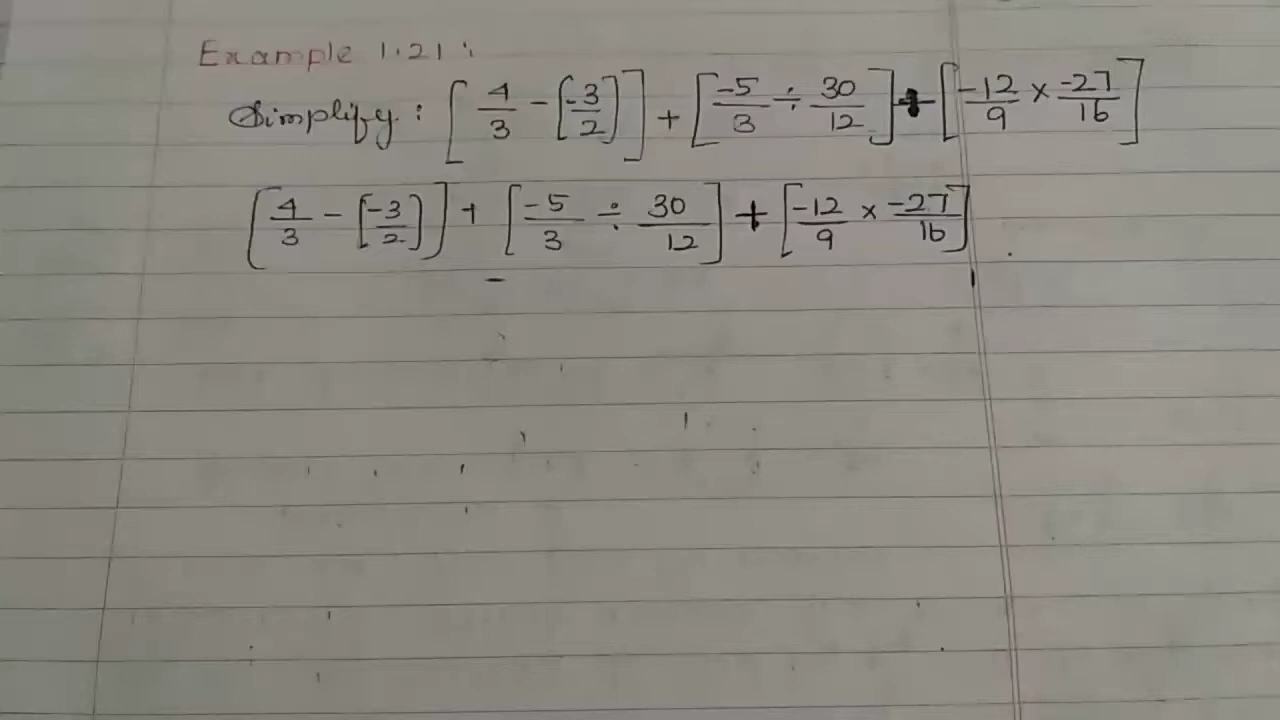 Example 1.21:
Simplify: [4/3 - [-3/2]] + [-5/3 ÷ 30/12] + [-12/9 × -27/16]
[4/3 - [-3/2]] + [-5/3 ÷ 30/12] + [-12/9 × -27/16]